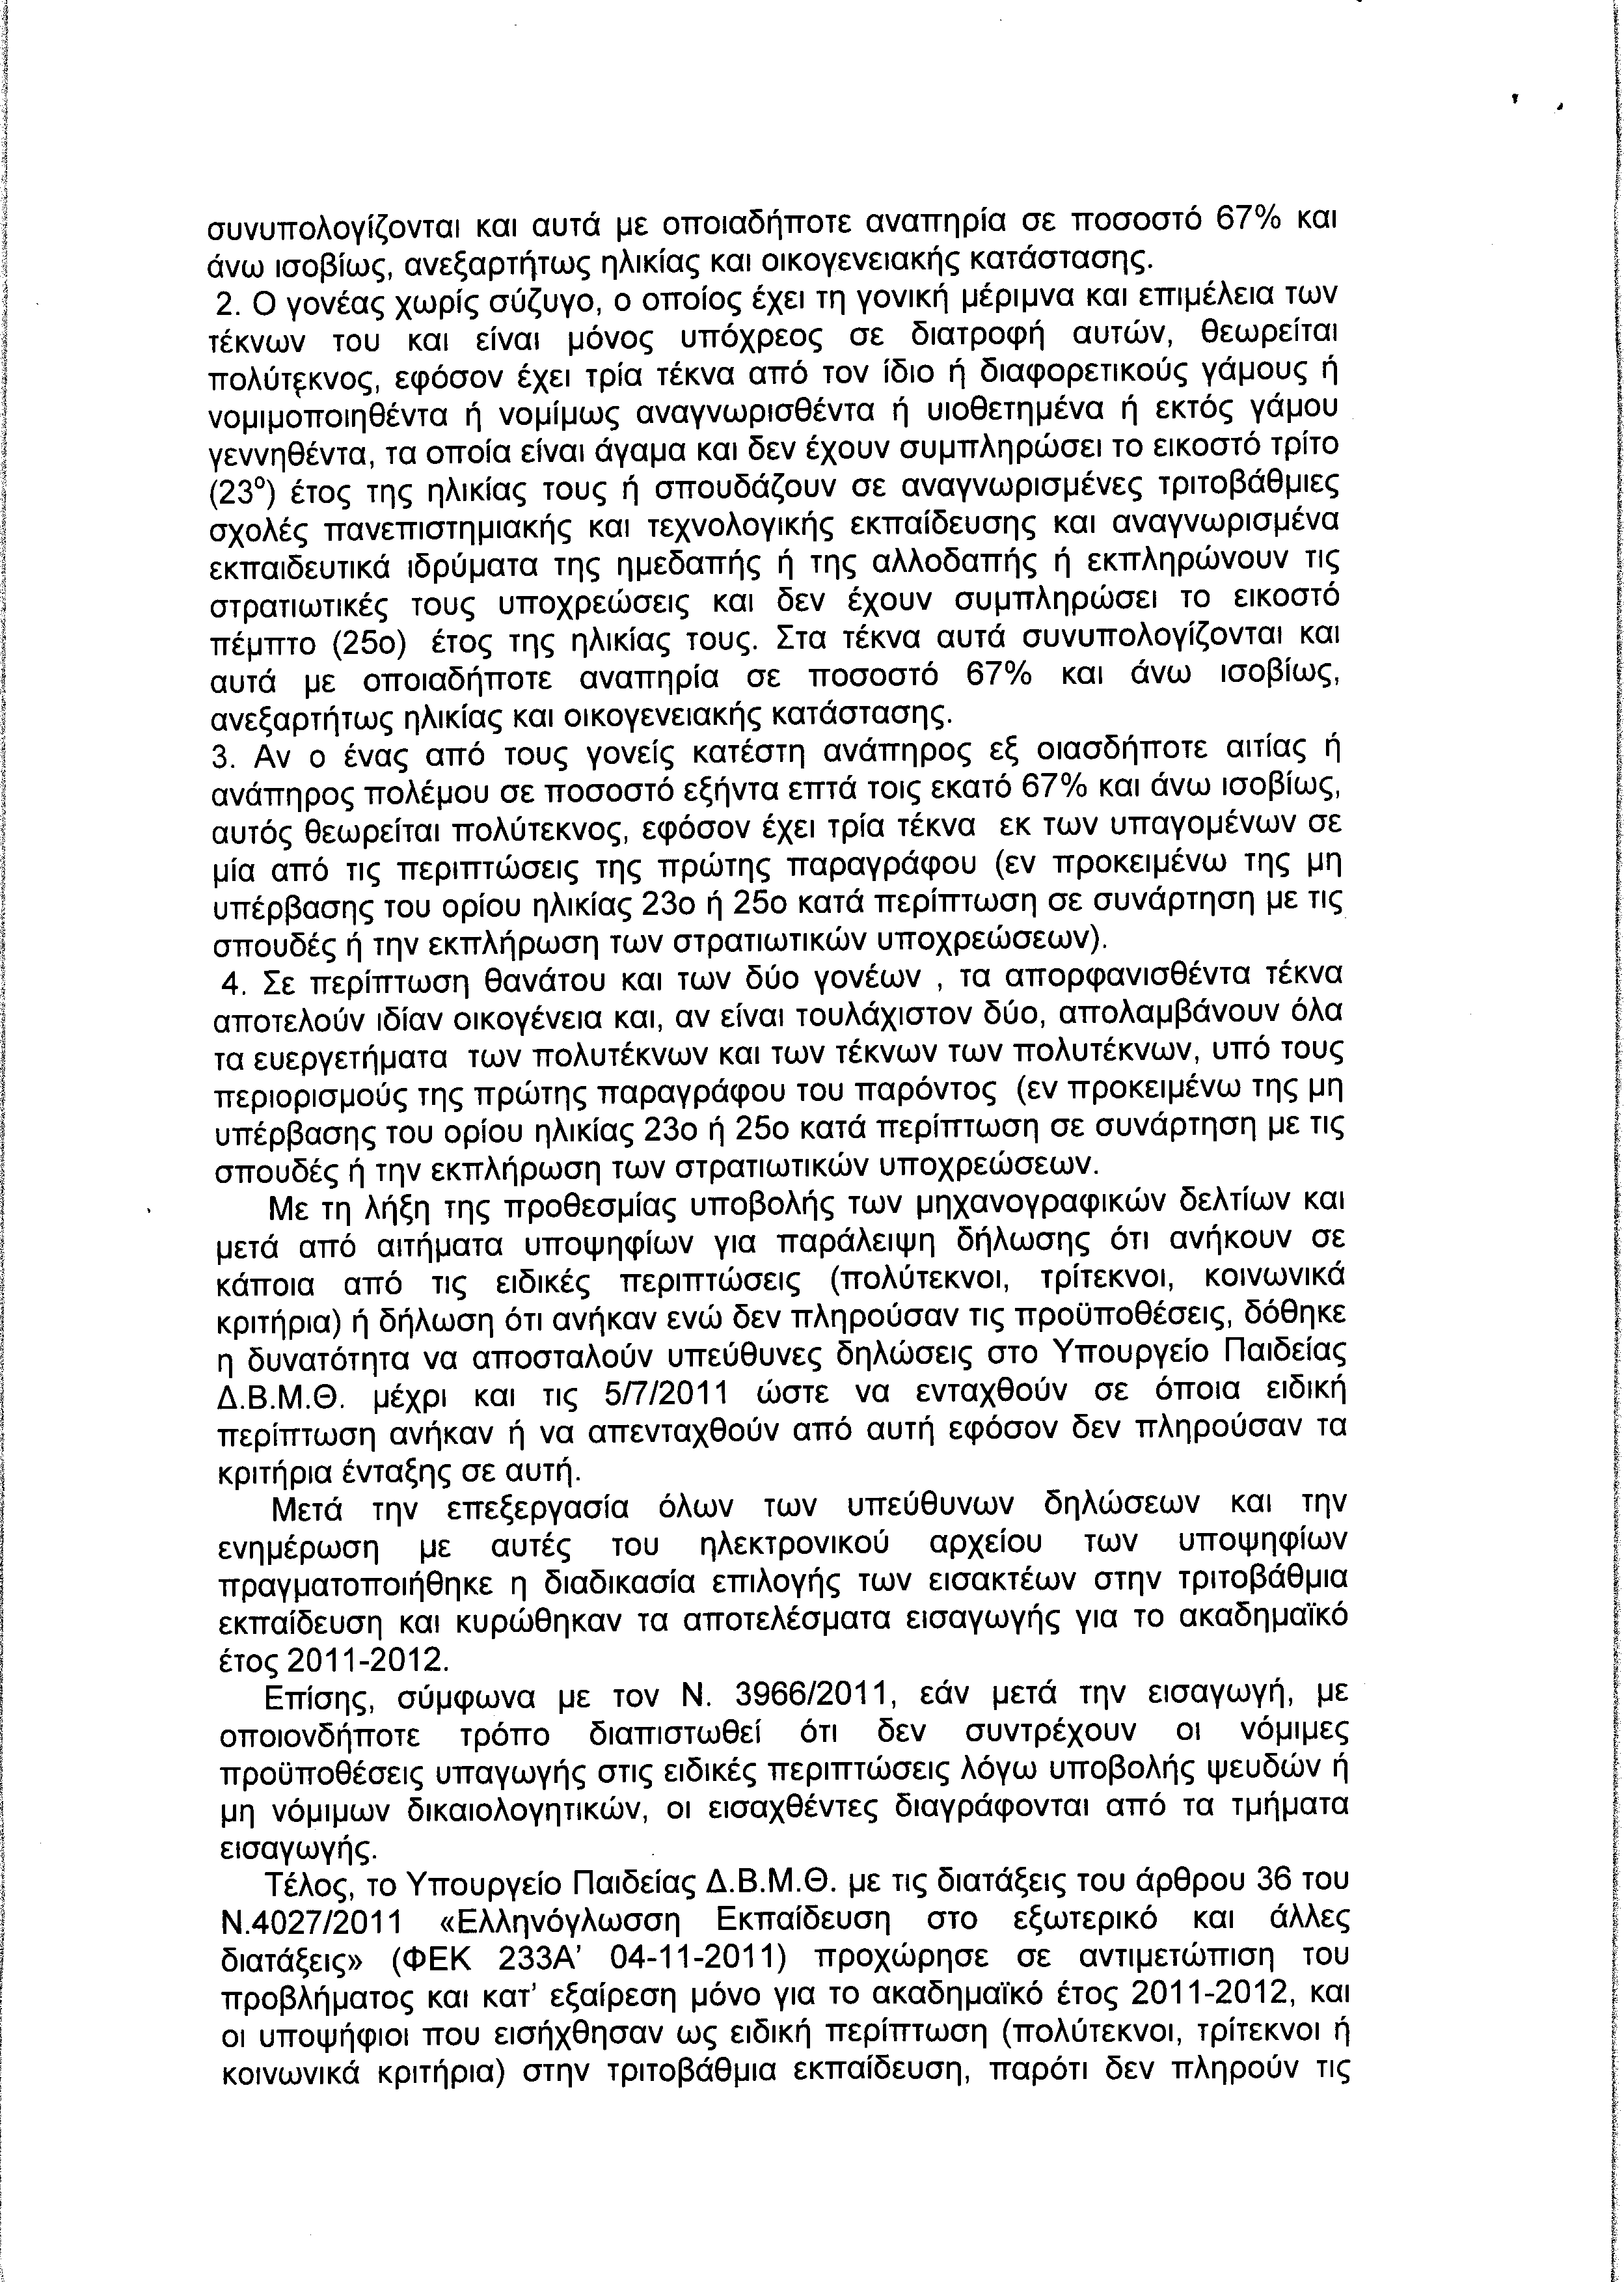 συνυπολογίζονται και αυτά με οποιαδήποτε αναπηρία σε ποσοστό 67% και
άνω ισοβίως, ανεξαρτήτως ηλικίας και οικογενειακής κατάστασης.
2. Ο γονέας χωρίς σύζυγο, ο οποίος έχει τη γονική μέριμνα και επιμέλεια των
τέκνων του και είναι μόνος υπόχρεος σε διατροφή αυτών, θεωρείται
πολύτεκνος, εφόσον έχει τρία τέκνα από τον ίδιο ή διαφορετικούς γάμους ή
νομιμοποιηθέντα ή νομίμως αναγνωρισθέντα ή υιοθετημένα ή εκτός γάμου
γεννηθέντα, τα οποία είναι άγαμα και δεν έχουν συμπληρώσει το εικοστό τρίτο
(23º) έτος της ηλικίας τους ή σπουδάζουν σε αναγνωρισμένες τριτοβάθμιες
σχολές πανεπιστημιακής και τεχνολογικής εκπαίδευσης και αναγνωρισμένα
εκπαιδευτικά ιδρύματα της ημεδαπής ή της αλλοδαπής ή εκπληρώνουν τις
στρατιωτικές τους υποχρεώσεις και δεν έχουν συμπληρώσει το εικοστό
πέμπτο (25ο) έτος της ηλικίας τους. Στα τέκνα αυτά συνυπολογίζονται και
αυτά με οποιαδήποτε αναπηρία σε ποσοστό 67% και άνω ισοβίως,
ανεξαρτήτως ηλικίας και οικογενειακής κατάστασης.
3. Αν ο ένας από τους γονείς κατέστη ανάπηρος εξ οιασδήποτε αιτίας ή
ανάπηρος πολέμου σε ποσοστό εξήντα επτά τοις εκατό 67% και άνω ισοβίως,
αυτός θεωρείται πολύτεκνος, εφόσον έχει τρία τέκνα εκ των υπαγομένων σε
μία από τις περιπτώσεις της πρώτης παραγράφου (εν προκειμένω της μη
υπέρβασης του ορίου ηλικίας 23ο ή 25ο κατά περίπτωση σε συνάρτηση με τις
σπουδές ή την εκπλήρωση των στρατιωτικών υποχρεώσεων).
4. Σε περίπτωση θανάτου και των δύο γονέων , τα απορφανισθέντα τέκνα
αποτελούν ιδίαν οικογένεια και, αν είναι τουλάχιστον δύο, απολαμβάνουν όλα
τα ευεργετήματα των πολυτέκνων και των τέκνων των πολυτέκνων, υπό τους
περιορισμούς της πρώτης παραγράφου του παρόντος (εν προκειμένω της μη
υπέρβασης του ορίου ηλικίας 23ο ή 25ο κατά περίπτωση σε συνάρτηση με τις
σπουδές ή την εκπλήρωση των στρατιωτικών υποχρεώσεων.
Με τη λήξη της προθεσμίας υποβολής των μηχανογραφικών δελτίων και
μετά από αιτήματα υποψηφίων για παράλειψη δήλωσης ότι ανήκουν σε
κάποια από τις ειδικές περιπτώσεις (πολύτεκνοι, τρίτεκνοι, κοινωνικά
κριτήρια) ή δήλωση ότι ανήκαν ενώ δεν πληρούσαν τις προϋποθέσεις, δόθηκε
η δυνατότητα να αποσταλούν υπεύθυνες δηλώσεις στο Υπουργείο Παιδείας
Δ.Β.Μ.Θ. μέχρι και τις 5/7/2011 ώστε να ενταχθούν σε όποια ειδική
περίπτωση ανήκαν ή να απενταχθούν από αυτή εφόσον δεν πληρούσαν τα
κριτήρια ένταξης σε αυτή.
Μετά την επεξεργασία όλων των υπεύθυνων δηλώσεων και την
ενημέρωση με αυτές του ηλεκτρονικού αρχείου των υποψηφίων
πραγματοποιήθηκε η διαδικασία επιλογής των εισακτέων στην τριτοβάθμια
εκπαίδευση και κυρώθηκαν τα αποτελέσματα εισαγωγής για το ακαδημαϊκό
έτος 2011-2012.
Επίσης, σύμφωνα με τον Ν. 3966/2011, εάν μετά την εισαγωγή, με
οποιονδήποτε τρόπο διαπιστωθεί ότι δεν συντρέχουν οι νόμιμες
προϋποθέσεις υπαγωγής στις ειδικές περιπτώσεις λόγω υποβολής ψευδών ή
μη νόμιμων δικαιολογητικών, οι εισαχθέντες διαγράφονται από τα τμήματα
εισαγωγής.
Τέλος, το Υπουργείο Παιδείας Δ.Β.Μ.Θ. με τις διατάξεις του άρθρου 36 του
Ν.4027/2011 «Ελληνόγλωσση Εκπαίδευση στο εξωτερικό και άλλες
διατάξεις» (ΦΕΚ 233Α’ 04-11-2011) προχώρησε σε αντιμετώπιση του
προβλήματος και κατ’ εξαίρεση μόνο για το ακαδημαϊκό έτος 2011-2012, και
οι υποψήφιοι που εισήχθησαν ως ειδική περίπτωση (πολύτεκνοι, τρίτεκνοι ή
κοινωνικά κριτήρια) στην τριτοβάθμια εκπαίδευση, παρότι δεν πληρούν τις